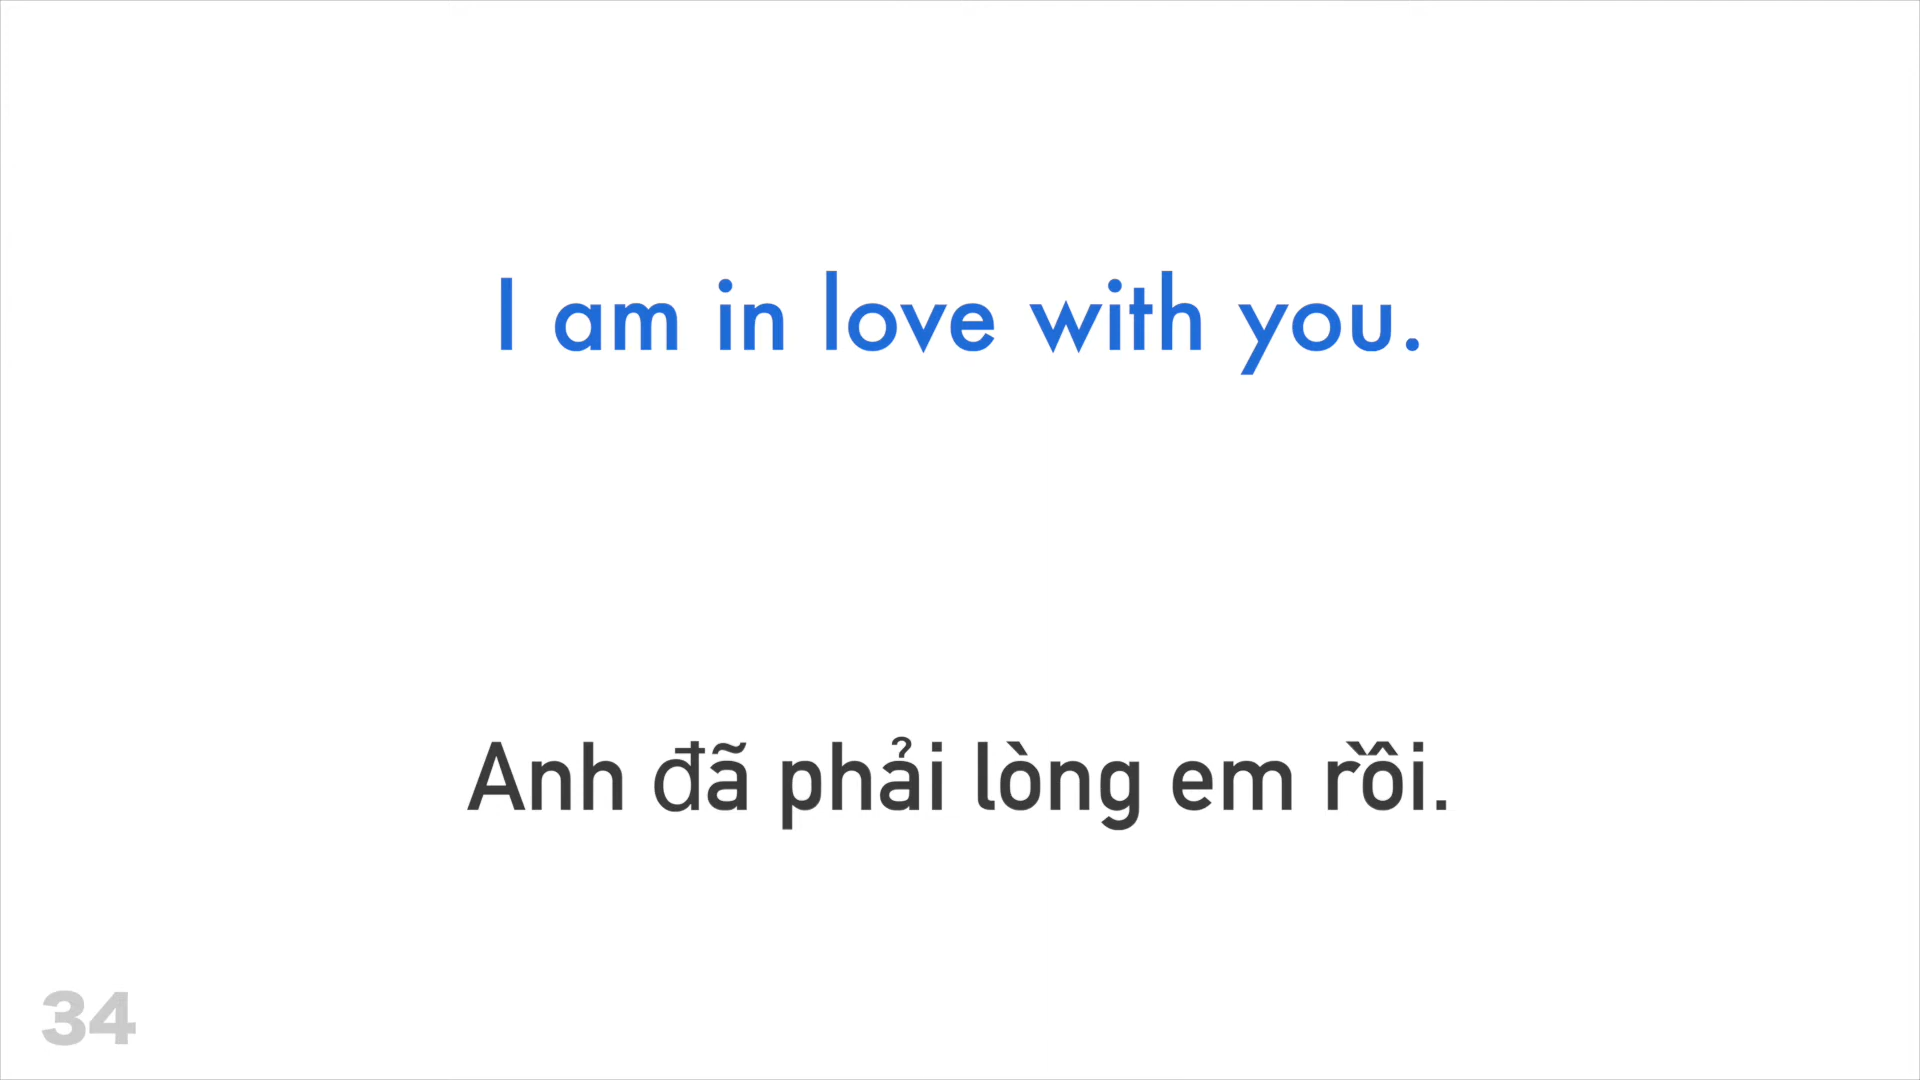 I am in love with you.
Anh đã phải lòng em rồi.
34